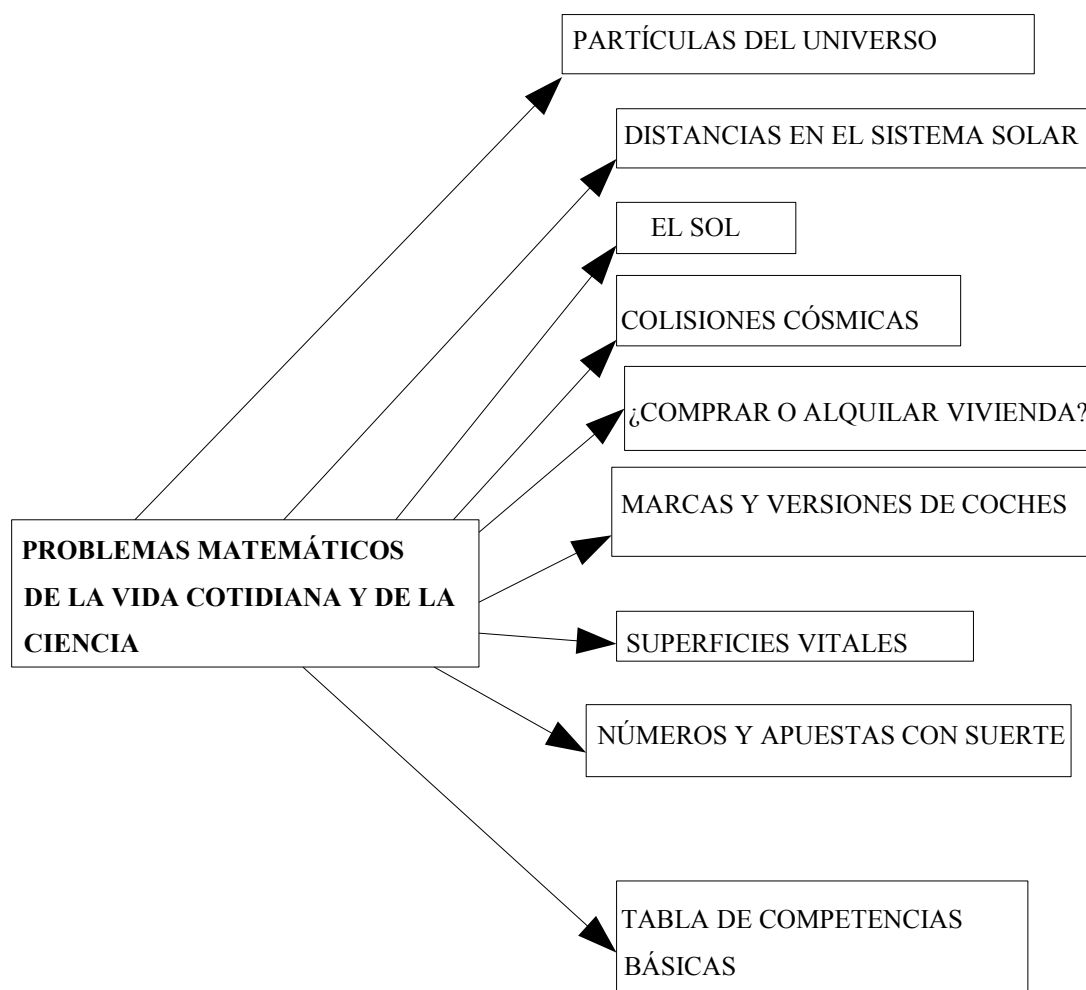 PARTÍCULAS DEL UNIVERSO
DISTANCIAS EN EL SISTEMA SOLAR
EL SOL
COLISIONES CÓSMICAS
¿COMPRAR O ALQUILAR VIVIENDA?
MARCAS Y VERSIONES DE COCHES
PROBLEMAS MATEMÁTICOS
DE LA VIDA COTIDIANA Y DE LA
CIENCIA
SUPERFICIES VITALES
NÚMEROS Y APUESTAS CON SUERTE
TABLA DE COMPETENCIAS
BÁSICAS